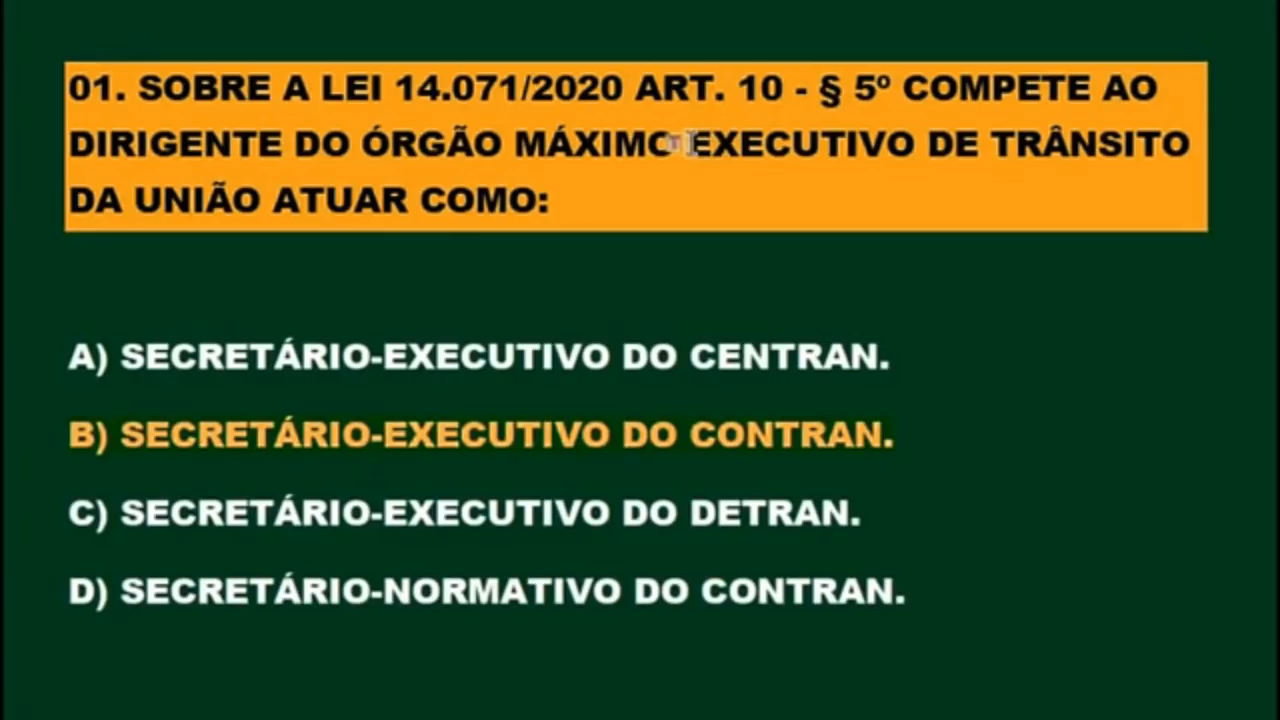 01. SOBRE A LEI 14.071/2020 ART. 10 - § 5º COMPETE AO
DIRIGENTE DO ÓRGÃO MÁXIMO EXECUTIVO DE TRÂNSITO
DA UNIÃO ATUAR COMO:
A) SECRETÁRIO-EXECUTIVO DO CENTRAN.
B) SECRETÁRIO-EXECUTIVO DO CONTRAN.
C) SECRETÁRIO-EXECUTIVO DO DETRAN.
D) SECRETÁRIO-NORMATIVO DO CONTRAN.